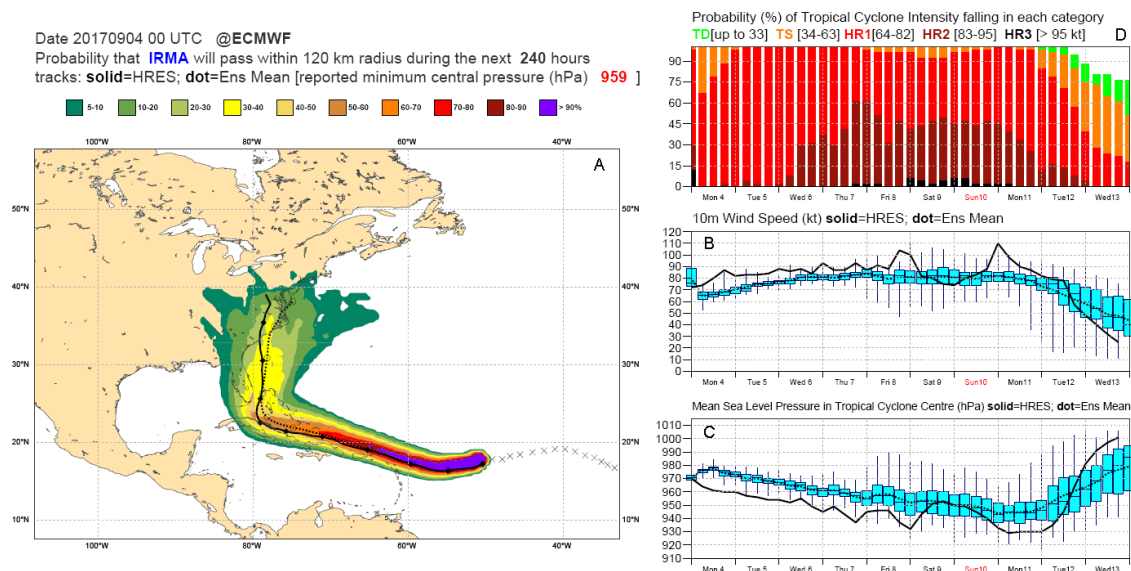 Date 20170904 00 UTC @ECMWF
Probability that IRMA will pass within 120 km radius during the next 240 hours
tracks: solid=HRES; dot=Ens Mean [reported minimum central pressure (hPa) 959 ]
5-10 10-20 20-30 30-40 40-50 50-60 60-70 70-80 80-90 > 90%
100°W 80°W 60°W 40°W
A
50°N 50°N
40°N 40°N
30°N 30°N
20°N 20°N
10°N 10°N
100°W 80°W 60°W 40°W
Probability (%) of Tropical Cyclone Intensity falling in each category
TD[up to 33] TS [34-63] HR1[64-82] HR2 [83-95] HR3 [> 95 kt]
D
90
75
60
45
30
15
0
Mon 4 Tue 5 Wed 6 Thu 7 Fri 8 Sat 9 Sun10 Mon11 Tue12 Wed13
10m Wind Speed (kt) solid=HRES; dot=Ens Mean
B
120
110
100
90
80
70
60
50
40
30
20
10
0
Mon 4 Tue 5 Wed 6 Thu 7 Fri 8 Sat 9 Sun10 Mon11 Tue12 Wed13
Mean Sea Level Pressure in Tropical Cyclone Centre (hPa) solid=HRES; dot=Ens Mean
C
1010
1000
990
980
970
960
950
940
930
920
910
Mon 4 Tue 5 Wed 6 Thu 7 Fri 8 Sat 9 Sun10 Mon11 Tue12 Wed13